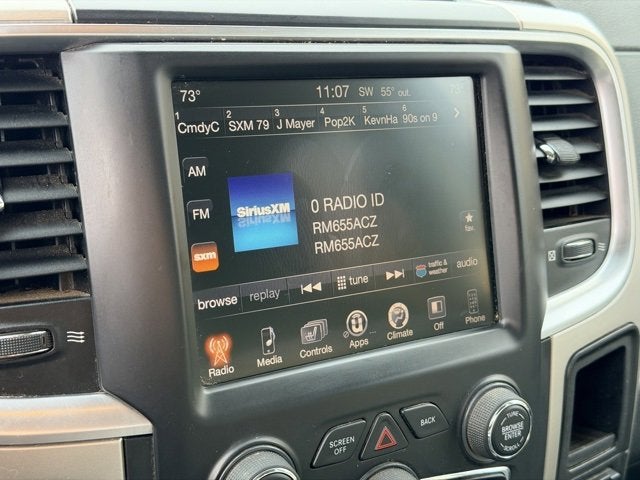 73° 11:07 SW 55° out. 73°
1 CmdyC 2 SXM 79 3 J Mayer 4 Pop2K 5 KevnHa 6 90s on 9
AM
FM
sxm
SiriusXM
0 RADIO ID
RM655ACZ
RM655ACZ
fav.
browse replay tune traffic & weather audio
Radio Media Controls Apps Climate Off Phone
SCREEN OFF
BACK
TUNE
BROWSE
ENTER
SCROLL